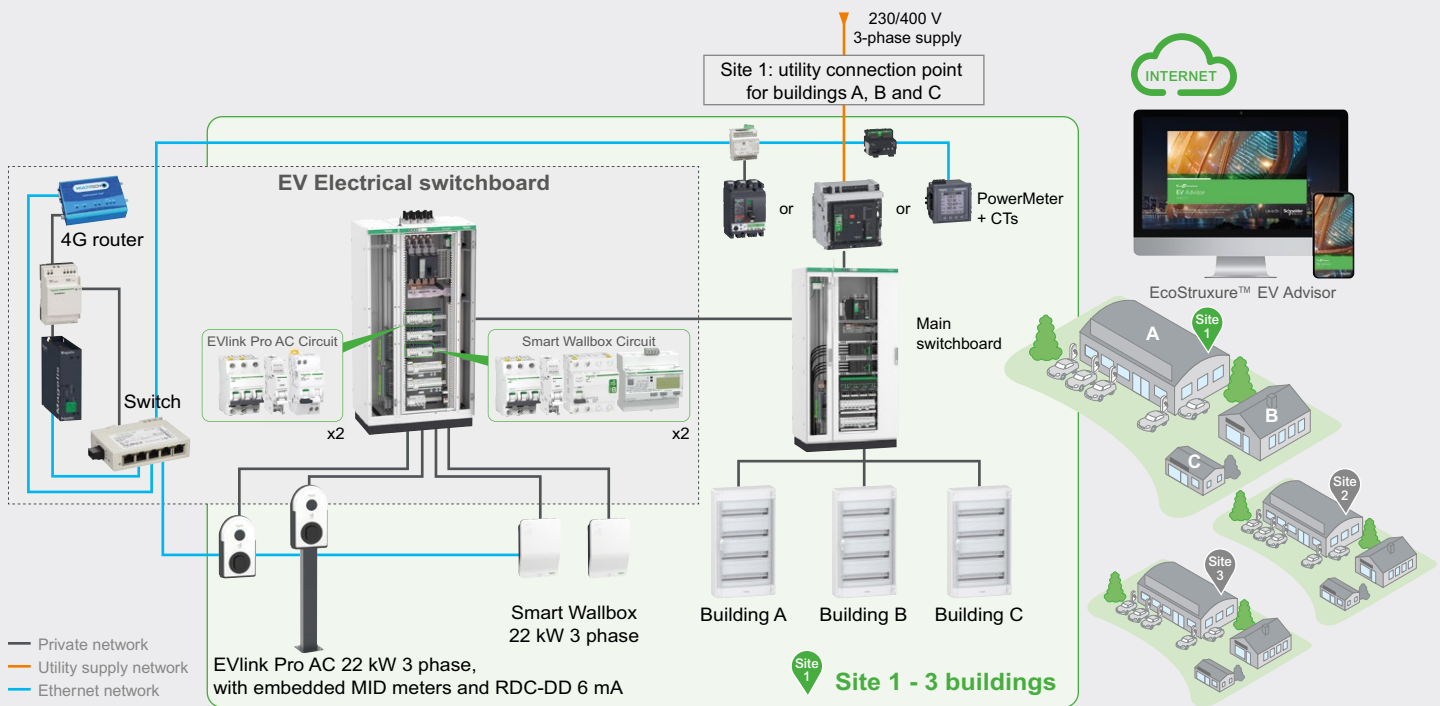 230/400 V
3-phase supply
Site 1: utility connection point
for buildings A, B and C
INTERNET
EV Electrical switchboard
4G router
or
or
PowerMeter
+ CTs
EV Advisor
EcoStruxure™ EV Advisor
Main
switchboard
EVlink Pro AC Circuit
x2
Smart Wallbox Circuit
x2
Switch
A
Site
1
B
C
Site
2
Site
3
Smart Wallbox
22 kW 3 phase
Building A
Building B
Building C
EVlink Pro AC 22 kW 3 phase,
with embedded MID meters and RDC-DD 6 mA
Private network
Utility supply network
Ethernet network
Site
1
Site 1 - 3 buildings